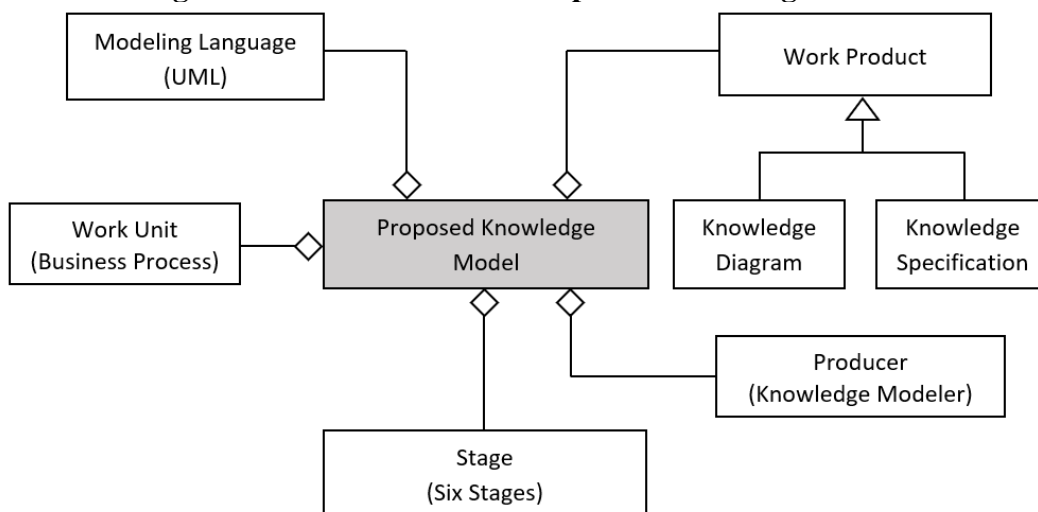 Modeling Language
(UML)
Work Product
Work Unit
(Business Process)
Proposed Knowledge
Model
Knowledge
Diagram
Knowledge
Specification
Producer
(Knowledge Modeler)
Stage
(Six Stages)